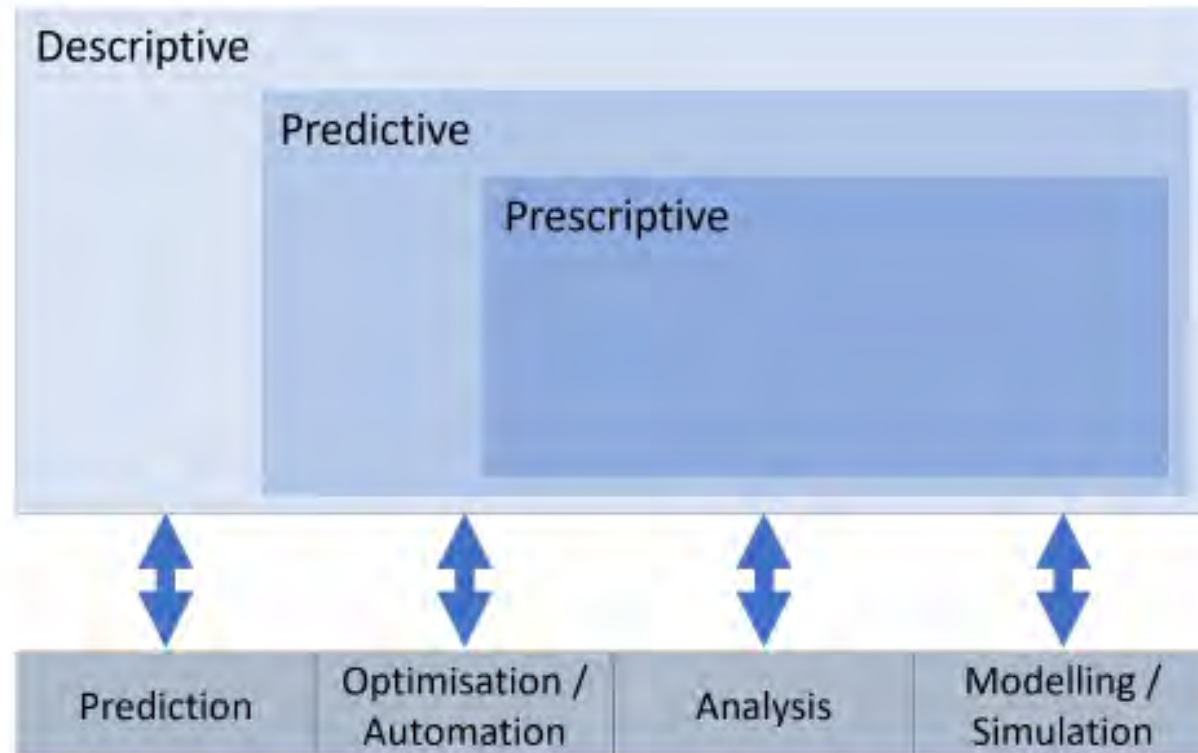 Descriptive
Predictive
Prescriptive
Prediction
Optimisation /
Automation
Analysis
Modelling /
Simulation